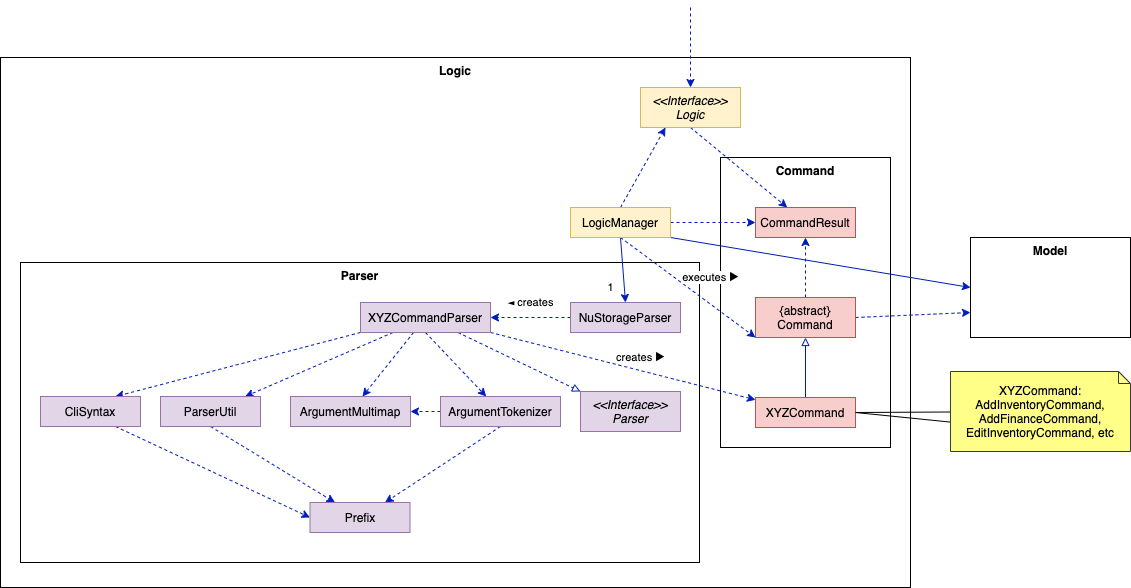 Logic
<<Interface>>
Logic
Command
LogicManager
CommandResult
Model
Parser
executes ▶
1
◄ creates
XYZCommandParser
NuStorageParser
{abstract}
Command
creates ▶
CliSyntax
ParserUtil
ArgumentMultimap
ArgumentTokenizer
<<Interface>>
Parser
XYZCommand
XYZCommand:
AddInventoryCommand,
AddFinanceCommand,
EditInventoryCommand, etc
Prefix